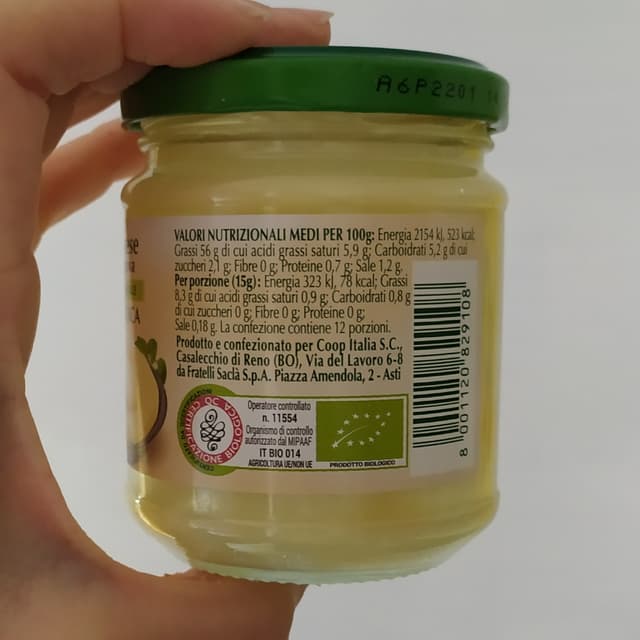 A6P2201 14
VALORI NUTRIZIONALI MEDI PER 100g: Energia 2154 kJ, 523 kcal;
Grassi 56 g di cui acidi grassi saturi 5,9 g; Carboidrati 5,2 g di cui
zuccheri 2,1 g; Fibre 0 g; Proteine 0,7 g; Sale 1,2 g.
Per porzione (15g): Energia 323 kJ, 78 kcal; Grassi
8,3 g di cui acidi grassi saturi 0,9 g; Carboidrati 0,8 g
di cui zuccheri 0 g; Fibre 0 g; Proteine 0 g;
Sale 0,18 g. La confezione contiene 12 porzioni.
Prodotto e confezionato per Coop Italia S.C.,
Casalecchio di Reno (BO), Via del Lavoro 6-8
da Fratelli Saclà S.p.A. Piazza Amendola, 2 - Asti
CERTIFICAZIONE BIOLOGICA
Operatore controllato
n. 11554
Organismo di controllo
autorizzato dal MIPAAF
IT BIO 014
AGRICOLTURA UE/NON UE
PRODOTTO BIOLOGICO
8 001120 829108